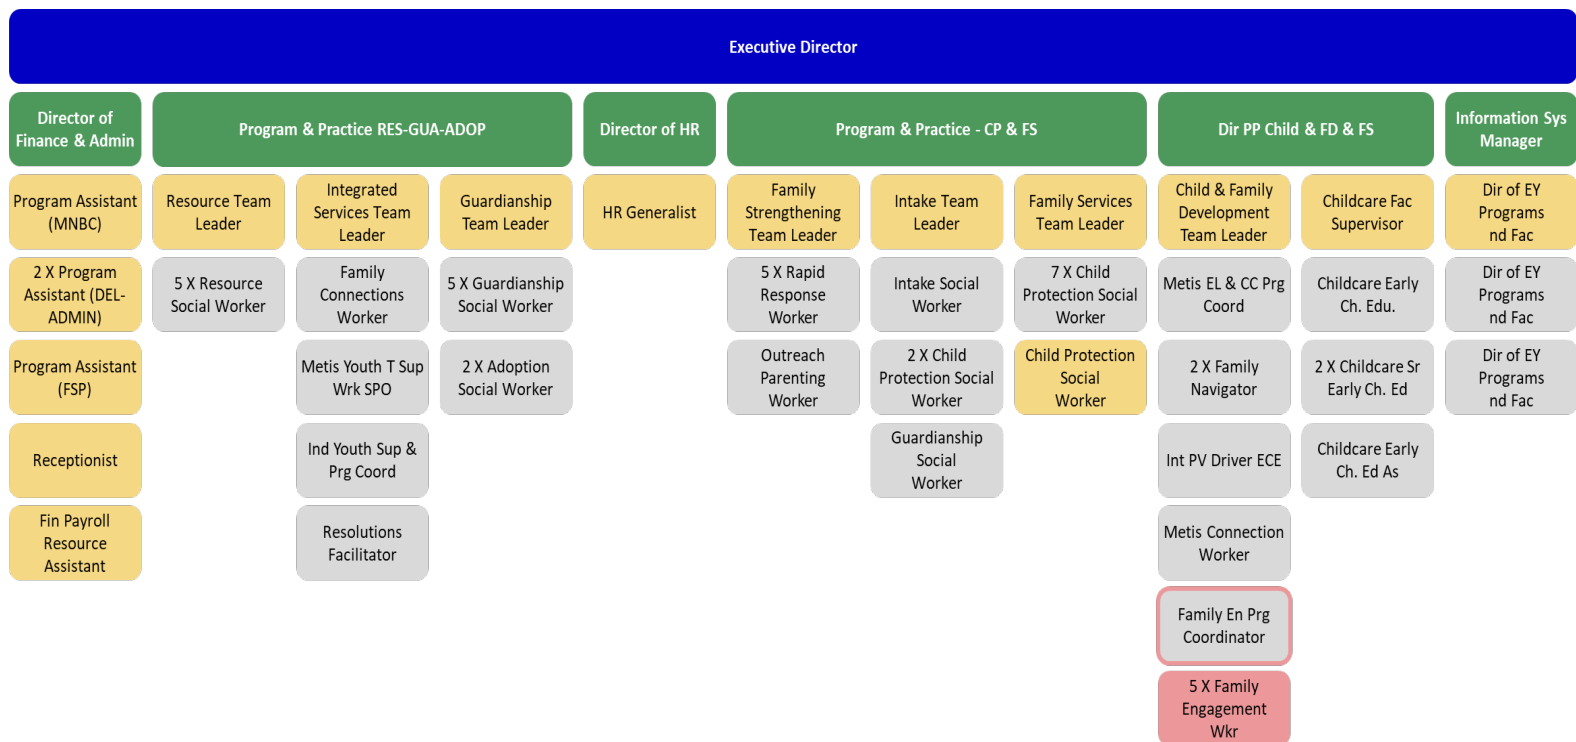 Executive Director
Director of
Finance & Admin
Program & Practice RES-GUA-ADOP
Director of HR
Program & Practice - CP & FS
Dir PP Child & FD & FS
Information Sys
Manager
Program Assistant
(MNBC)
Resource Team
Leader
Integrated
Services Team
Leader
Guardianship
Team Leader
HR Generalist
Family
Strengthening
Team Leader
Intake Team
Leader
Family Services
Team Leader
Child & Family
Development
Team Leader
Childcare Fac
Supervisor
Dir of EY
Programs
nd Fac
2 X Program
Assistant (DEL-
ADMIN)
5 X Resource
Social Worker
Family
Connections
Worker
5 X Guardianship
Social Worker
5 X Rapid
Response
Worker
Intake Social
Worker
7 X Child
Protection Social
Worker
Metis EL & CC Prg
Coord
Childcare Early
Ch. Edu.
Dir of EY
Programs
nd Fac
Program Assistant
(FSP)
Metis Youth T Sup
Wrk SPO
2 X Adoption
Social Worker
Outreach
Parenting
Worker
2 X Child
Protection Social
Worker
Child Protection
Social
Worker
2 X Family
Navigator
2 X Childcare Sr
Early Ch. Ed
Dir of EY
Programs
nd Fac
Receptionist
Ind Youth Sup &
Prg Coord
Guardianship
Social
Worker
Int PV Driver ECE
Childcare Early
Ch. Ed As
Fin Payroll
Resource
Assistant
Resolutions
Facilitator
Metis Connection
Worker
Family En Prg
Coordinator
5 X Family
Engagement
Wkr